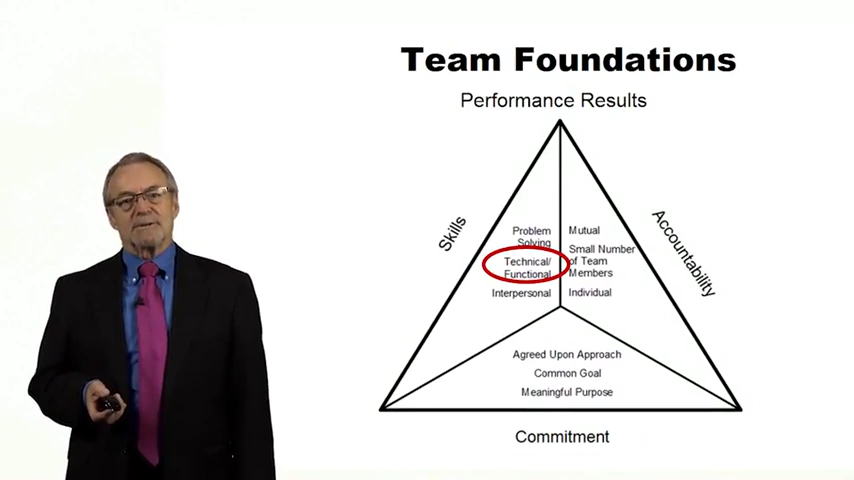 Team Foundations
Performance Results
Skills
Accountability
Problem
Solving
Technical/
Functional
Interpersonal
Mutual
Small Number
of Team
Members
Individual
Agreed Upon Approach
Common Goal
Meaningful Purpose
Commitment